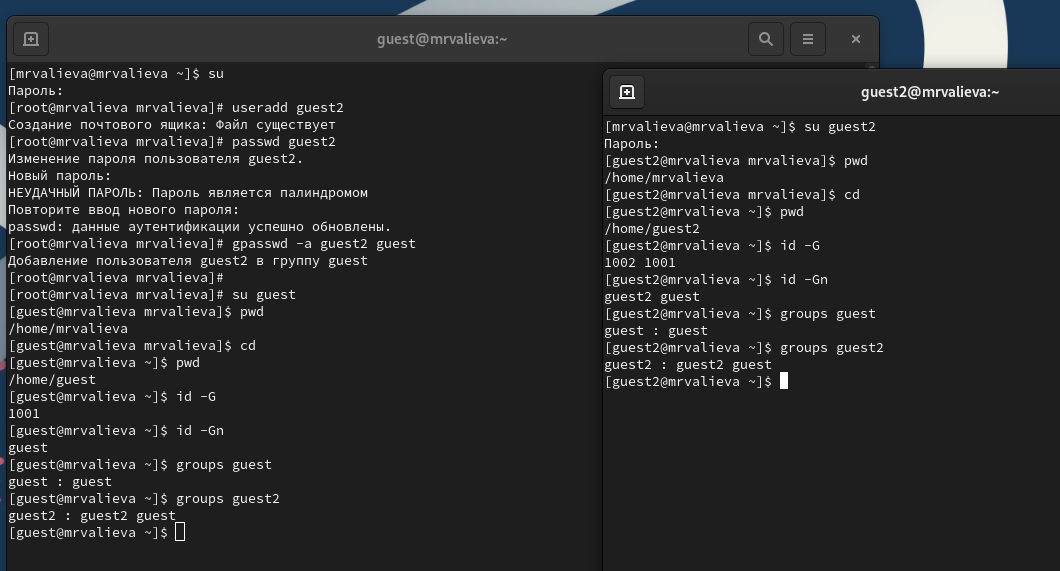 guest@mrvalieva:~
[mrvalieva@mrvalieva ~]$ su
Пароль:
[root@mrvalieva mrvalieva]# useradd guest2
Создание почтового ящика: Файл существует
[root@mrvalieva mrvalieva]# passwd guest2
Изменение пароля пользователя guest2.
Новый пароль:
НЕУДАЧНЫЙ ПАРОЛЬ: Пароль является палиндромом
Повторите ввод нового пароля:
passwd: данные аутентификации успешно обновлены.
[root@mrvalieva mrvalieva]# gpasswd -a guest2 guest
Добавление пользователя guest2 в группу guest
[root@mrvalieva mrvalieva]#
[root@mrvalieva mrvalieva]# su guest
[guest@mrvalieva mrvalieva]$ pwd
/home/mrvalieva
[guest@mrvalieva mrvalieva]$ cd
[guest@mrvalieva ~]$ pwd
/home/guest
[guest@mrvalieva ~]$ id -G
1001
[guest@mrvalieva ~]$ id -Gn
guest
[guest@mrvalieva ~]$ groups guest
guest : guest
[guest@mrvalieva ~]$ groups guest2
guest2 : guest2 guest
[guest@mrvalieva ~]$
guest2@mrvalieva:~
[mrvalieva@mrvalieva ~]$ su guest2
Пароль:
[guest2@mrvalieva mrvalieva]$ pwd
/home/mrvalieva
[guest2@mrvalieva mrvalieva]$ cd
[guest2@mrvalieva ~]$ pwd
/home/guest2
[guest2@mrvalieva ~]$ id -G
1002 1001
[guest2@mrvalieva ~]$ id -Gn
guest2 guest
[guest2@mrvalieva ~]$ groups guest
guest : guest
[guest2@mrvalieva ~]$ groups guest2
guest2 : guest2 guest
[guest2@mrvalieva ~]$